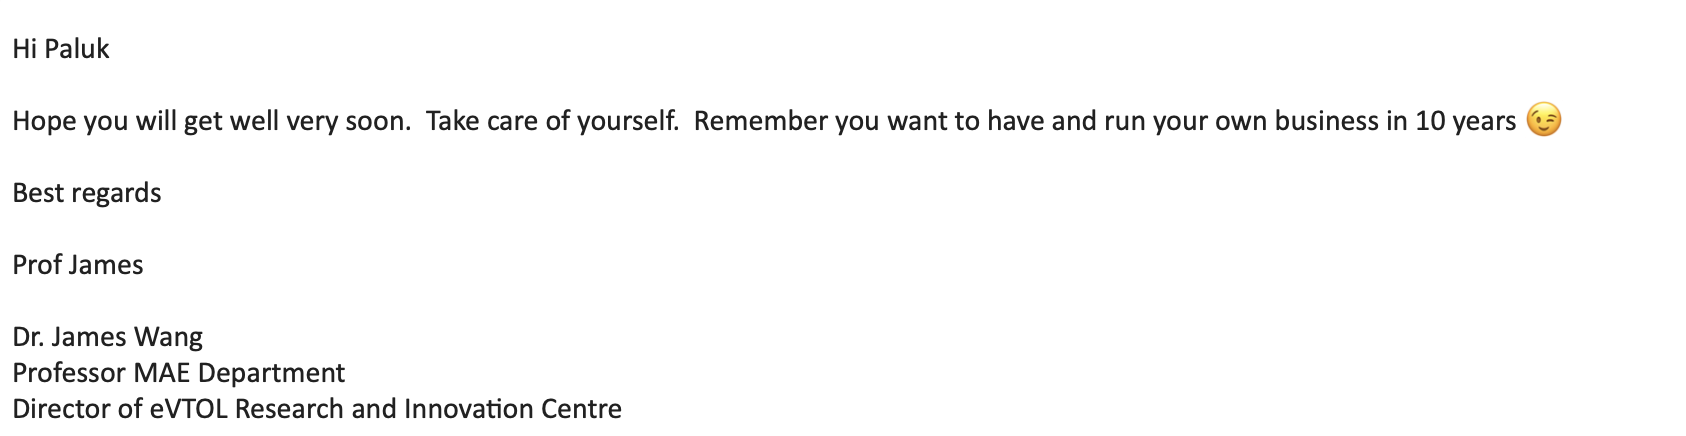 Hi Paluk
Hope you will get well very soon.  Take care of yourself.  Remember you want to have and run your own business in 10 years 😉
Best regards
Prof James
Dr. James Wang
Professor MAE Department
Director of eVTOL Research and Innovation Centre